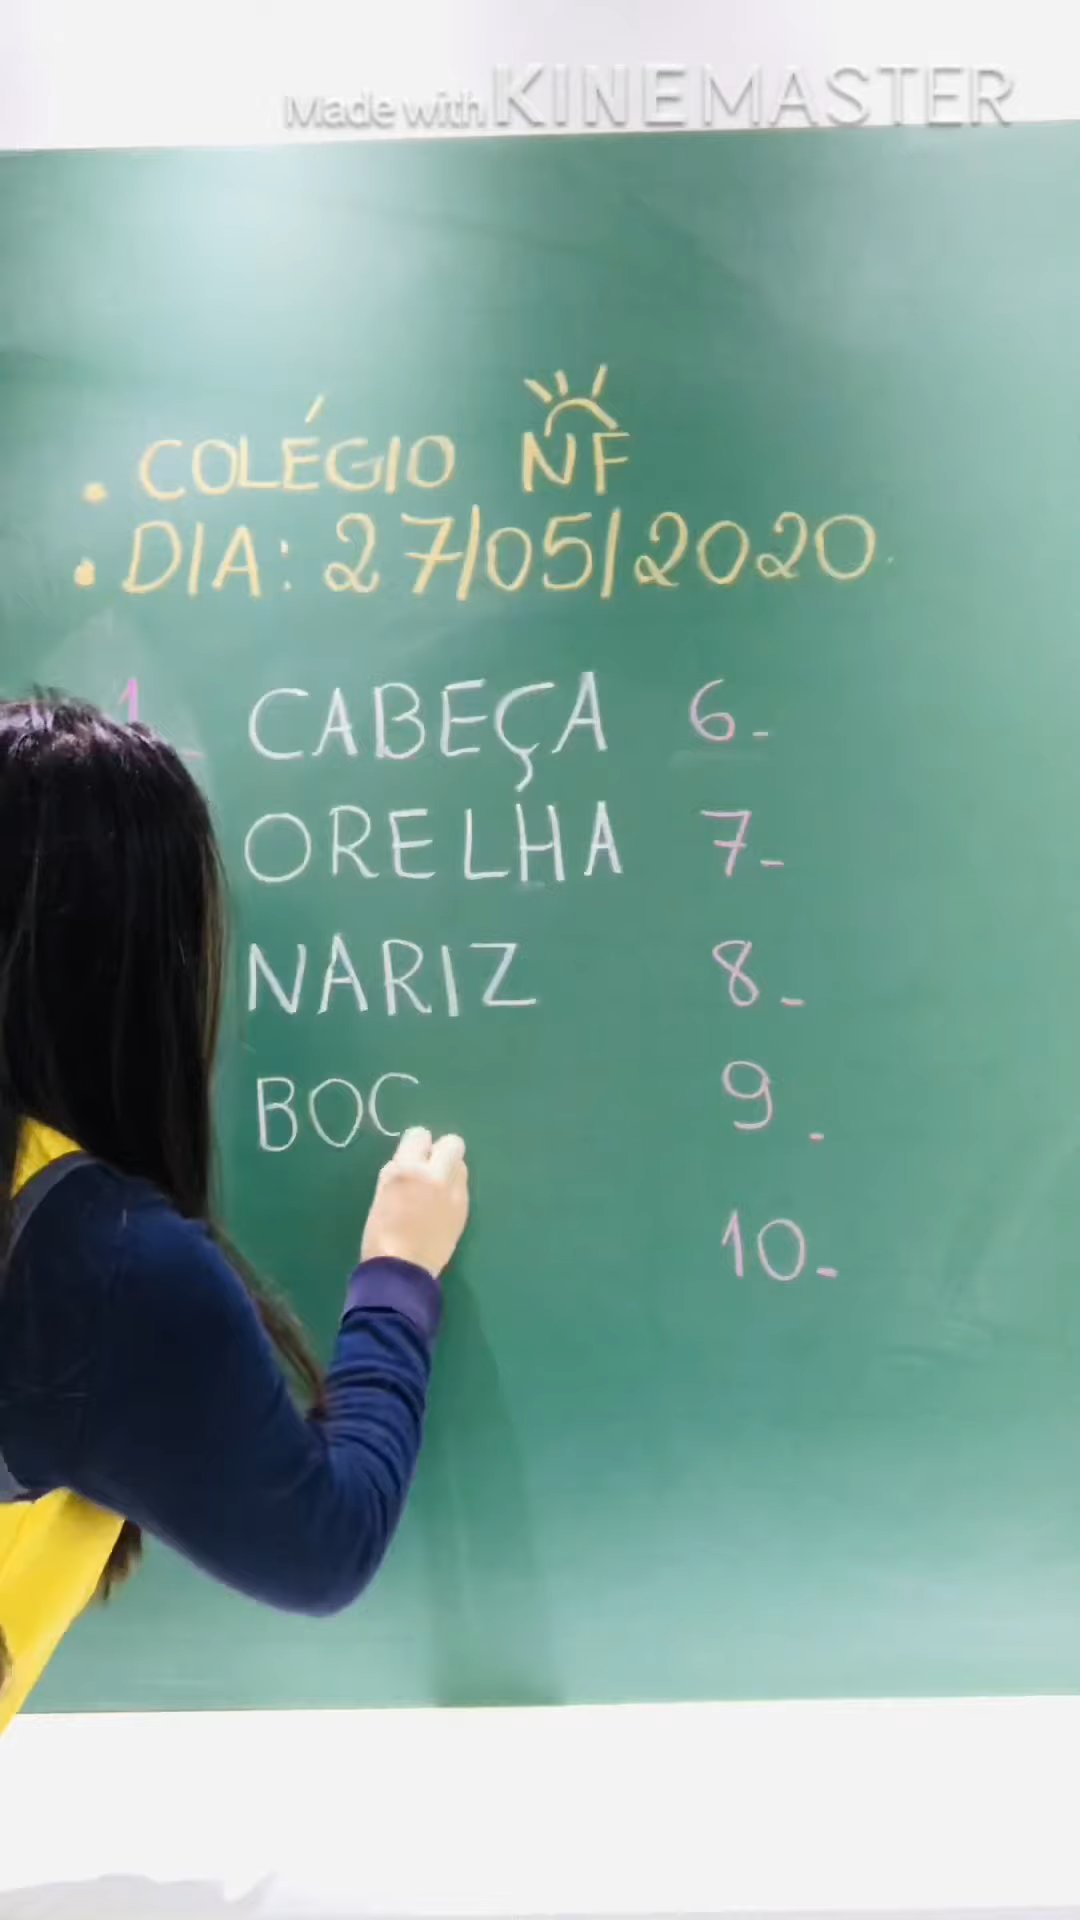 Made with KINEMASTER
. COLÉGIO NF
. DIA: 27/05/2020
1 CABEÇA 6-
ORELHA 7-
NARIZ 8-
BOC 9-
10-